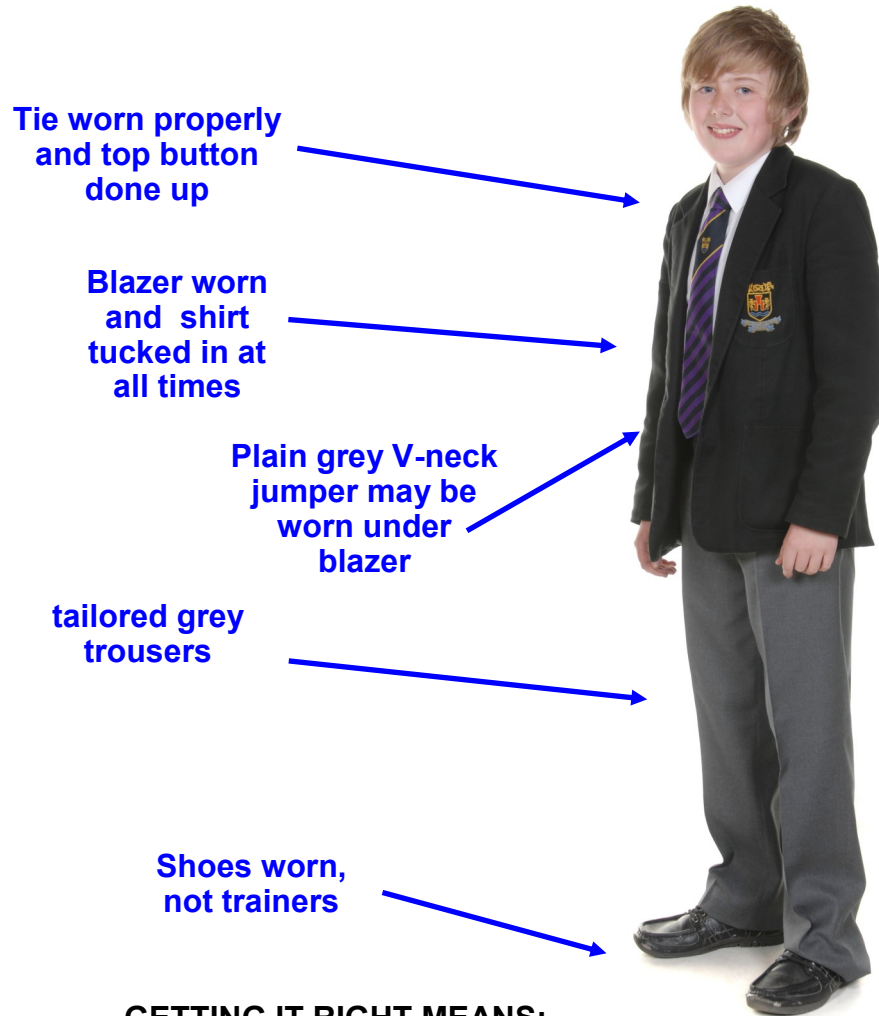 Tie worn properly
and top button
done up
Blazer worn
and shirt
tucked in at
all times
Plain grey V-neck
jumper may be
worn under
blazer
tailored grey
trousers
Shoes worn,
not trainers
GETTING IT RIGHT MEANS: